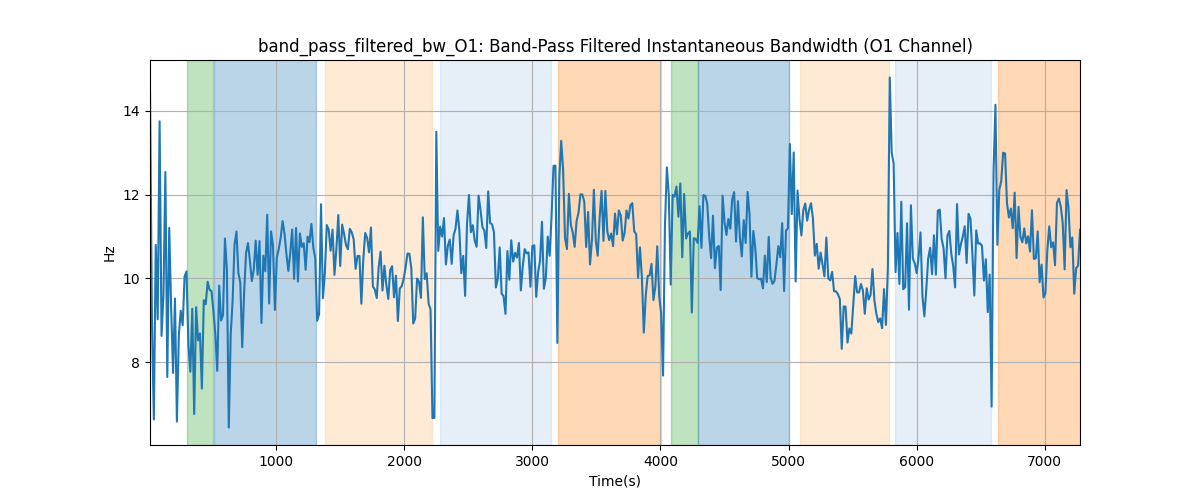 band_pass_filtered_bw_O1: Band-Pass Filtered Instantaneous Bandwidth (O1 Channel)
14
12
10
8
Hz
1000 2000 3000 4000 5000 6000 7000
Time(s)